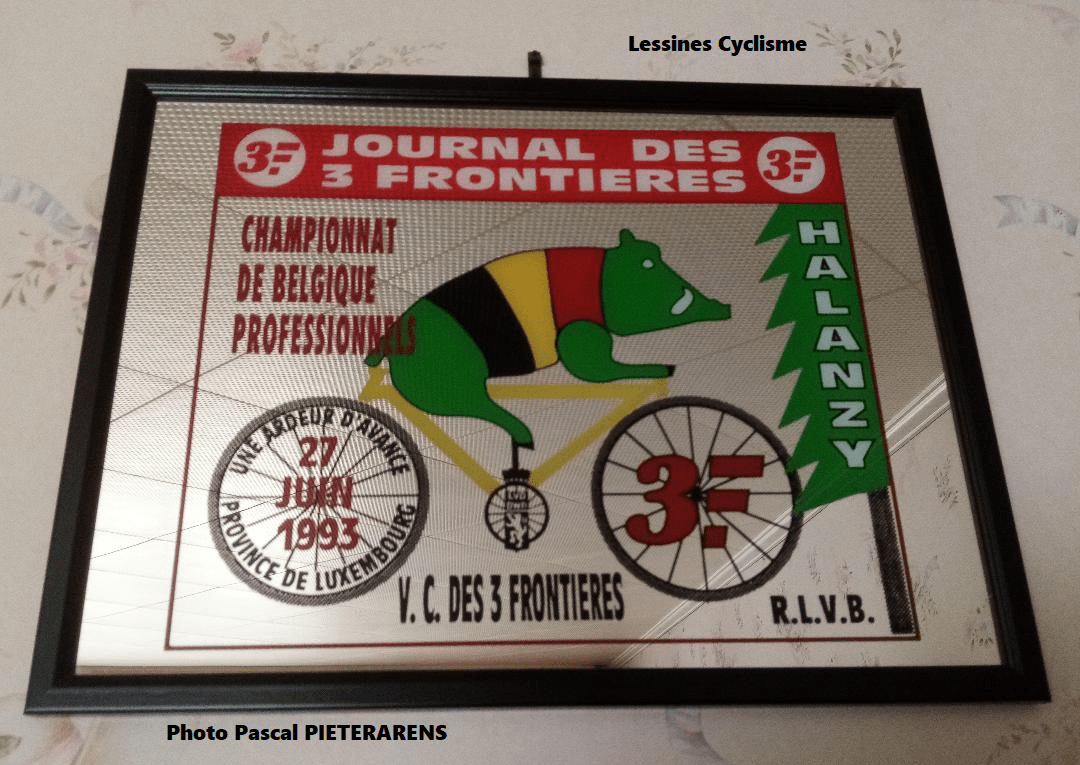 Lessines Cyclisme
3F
JOURNAL DES
3 FRONTIERES
3F
CHAMPIONNAT
DE BELGIQUE
PROFESSIONNELS
HALANZY
UNE ARDEUR D'AVANCE
27
JUIN
1993
PROVINCE DE LUXEMBOURG
3F
V. C. DES 3 FRONTIERES
R.L.V.B.
Photo Pascal PIETERARENS